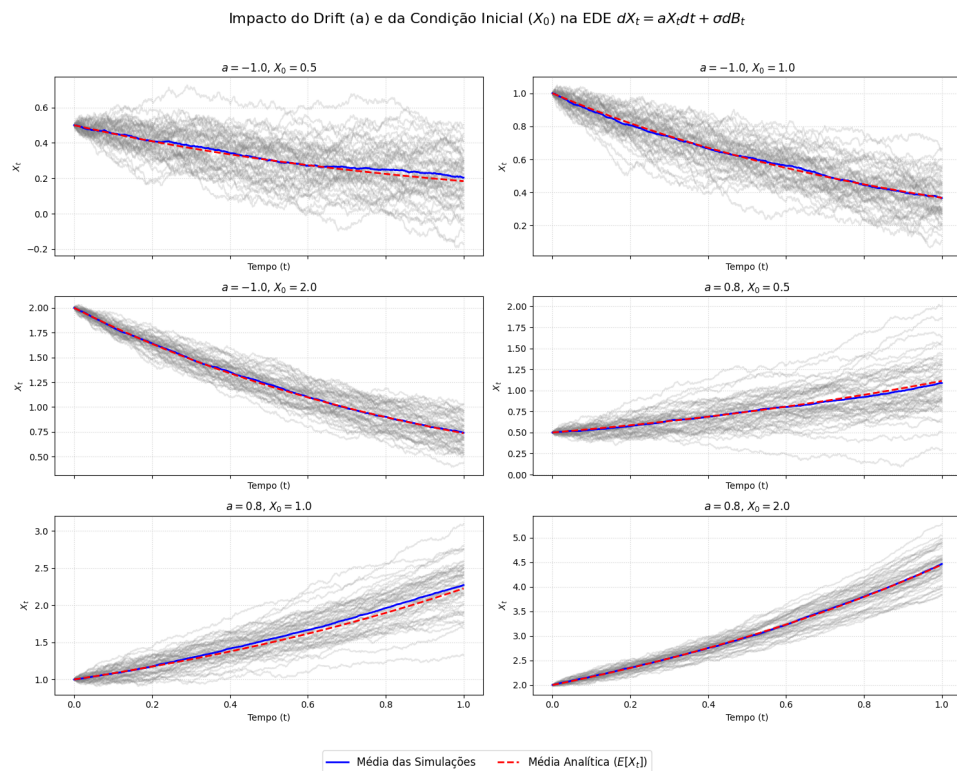 Impacto do Drift (a) e da Condição Inicial (X₀) na EDE dXₜ = aXₜdt + σdBₜ
a = −1.0, X₀ = 0.5
a = −1.0, X₀ = 1.0
0.6
0.4
0.2
0.0
−0.2
Xₜ
Tempo (t)
1.0
0.8
0.6
0.4
0.2
Xₜ
Tempo (t)
a = −1.0, X₀ = 2.0
a = 0.8, X₀ = 0.5
2.00
1.75
1.50
1.25
1.00
0.75
0.50
Xₜ
Tempo (t)
2.00
1.75
1.50
1.25
1.00
0.75
0.50
0.25
0.00
Xₜ
Tempo (t)
a = 0.8, X₀ = 1.0
a = 0.8, X₀ = 2.0
3.0
2.5
2.0
1.5
1.0
Xₜ
0.0 0.2 0.4 0.6 0.8 1.0
Tempo (t)
5.0
4.5
4.0
3.5
3.0
2.5
2.0
Xₜ
0.0 0.2 0.4 0.6 0.8 1.0
Tempo (t)
Média das Simulações Média Analítica (E[Xₜ])